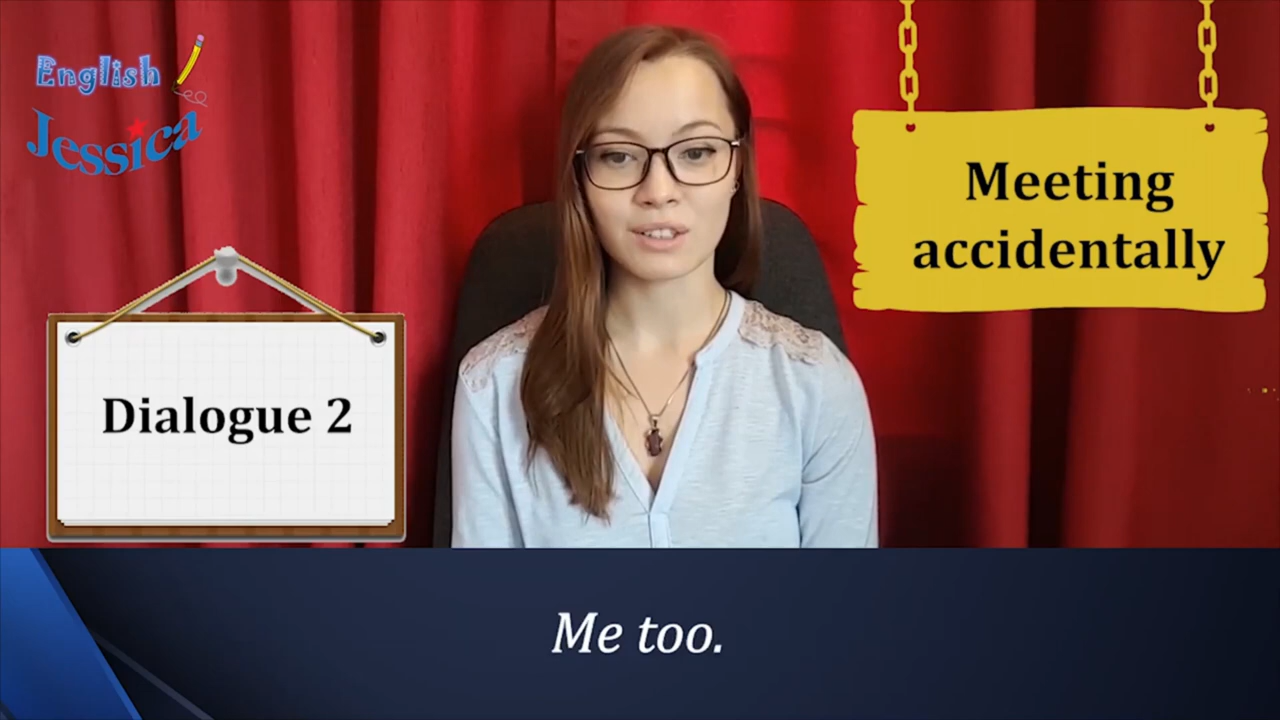 English
Jessica
Meeting
accidentally
Dialogue 2
Me too.